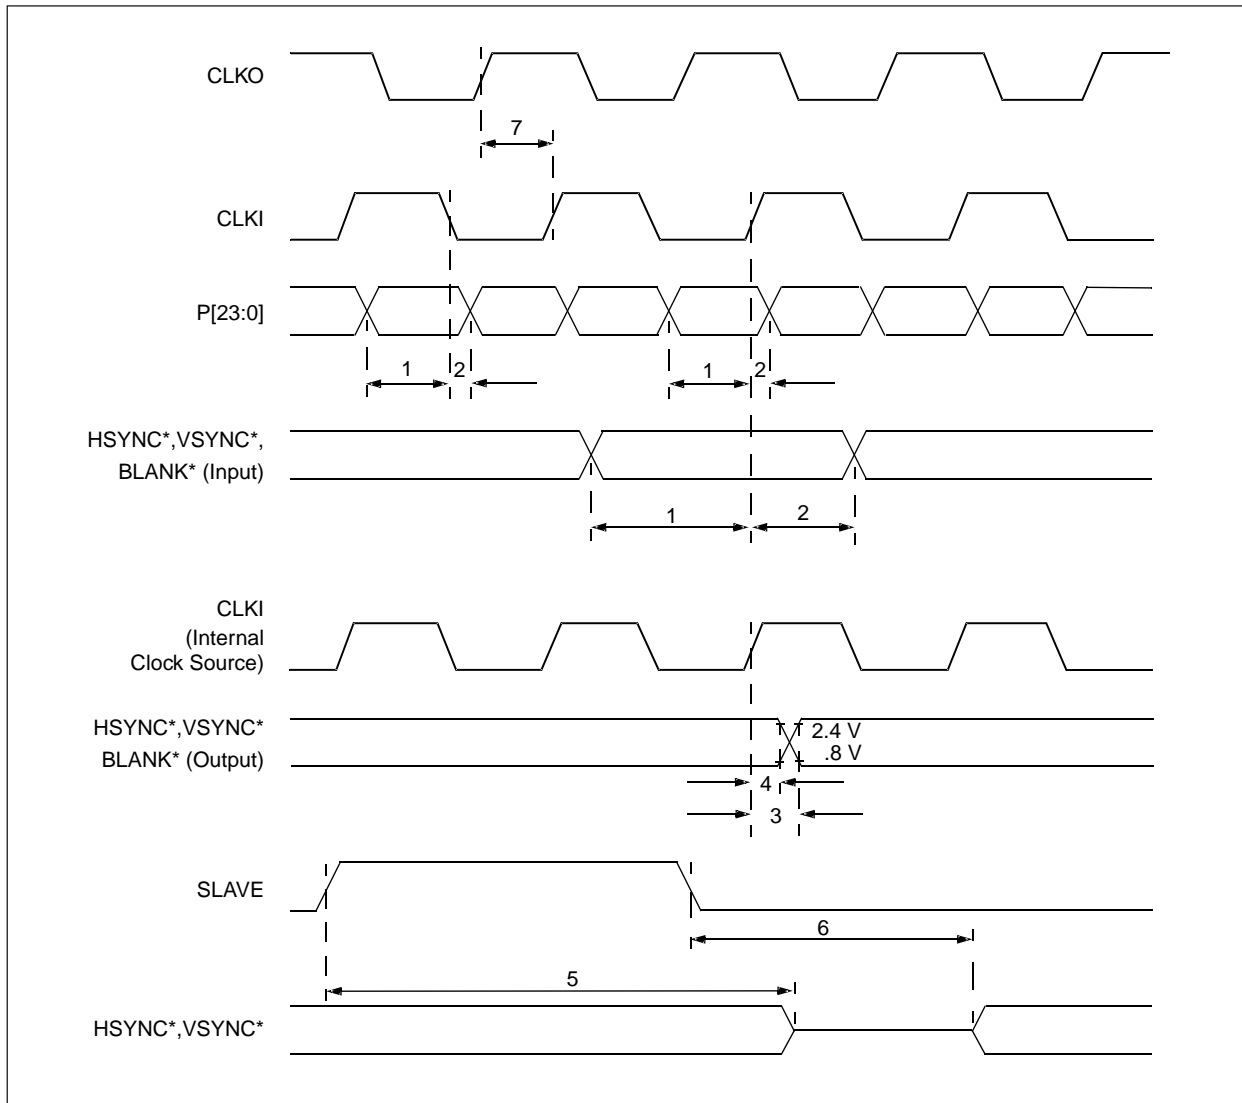 CLKO
7
CLKI
P[23:0]
1
2
1
2
HSYNC*,VSYNC*,
BLANK* (Input)
1
2
CLKI
(Internal
Clock Source)
HSYNC*,VSYNC*
BLANK* (Output)
2.4 V
.8 V
4
3
SLAVE
6
5
HSYNC*,VSYNC*